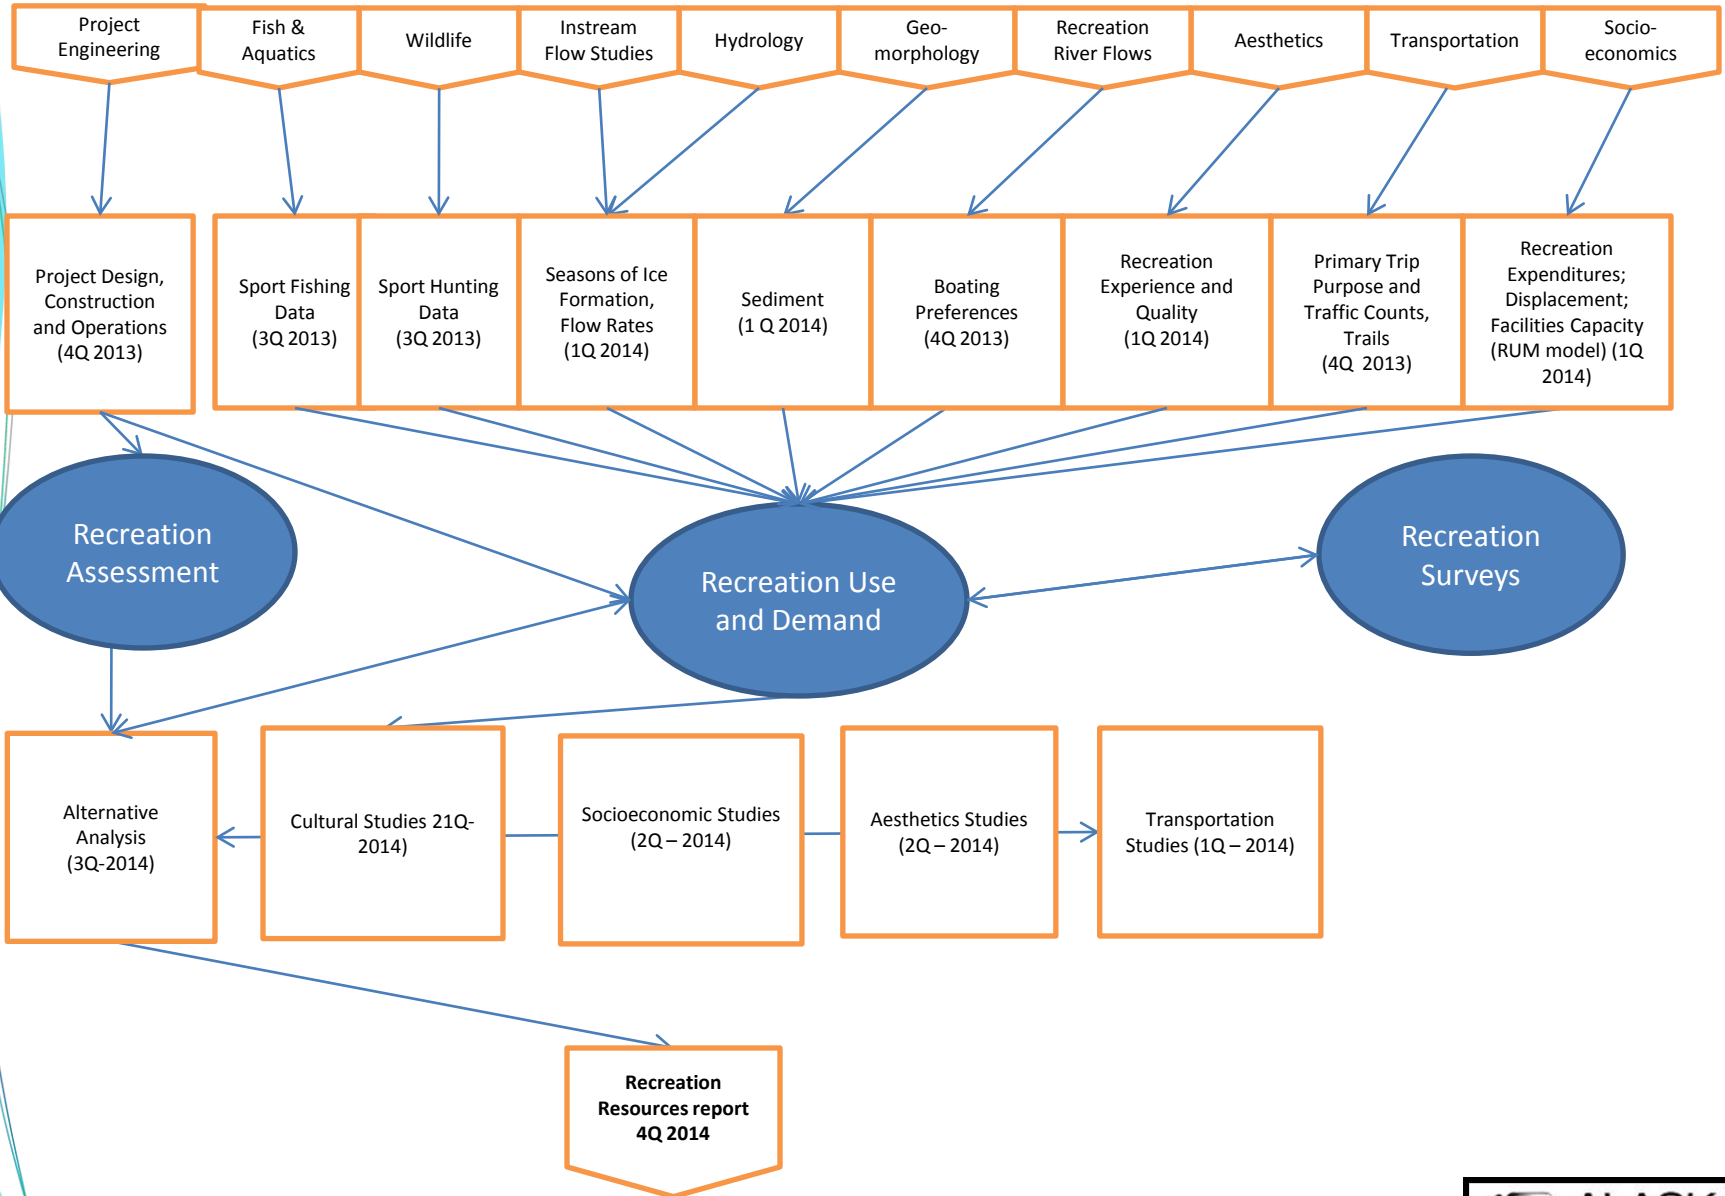 Project
Engineering
Fish &
Aquatics
Wildlife
Instream
Flow Studies
Hydrology
Geo-
morphology
Recreation
River Flows
Aesthetics
Transportation
Socio-
economics
Project Design,
Construction
and Operations
(4Q 2013)
Sport Fishing
Data
(3Q 2013)
Sport Hunting
Data
(3Q 2013)
Seasons of Ice
Formation,
Flow Rates
(1Q 2014)
Sediment
(1 Q 2014)
Boating
Preferences
(4Q 2013)
Recreation
Experience and
Quality
(1Q 2014)
Primary Trip
Purpose and
Traffic Counts,
Trails
(4Q 2013)
Recreation
Expenditures;
Displacement;
Facilities Capacity
(RUM model) (1Q
2014)
Recreation
Assessment
Recreation Use
and Demand
Recreation
Surveys
Alternative
Analysis
(3Q-2014)
Cultural Studies 21Q-
2014)
Socioeconomic Studies
(2Q – 2014)
Aesthetics Studies
(2Q – 2014)
Transportation
Studies (1Q – 2014)
Recreation
Resources report
4Q 2014